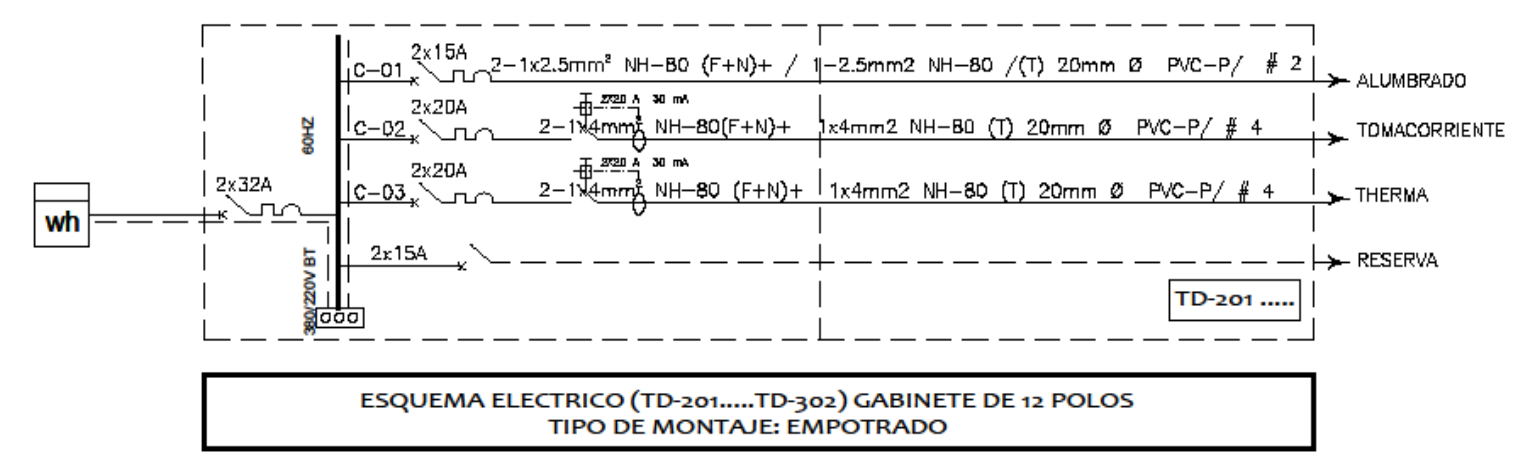 2x15A
C-01 2-1x2.5mm² NH-80 (F+N)+ / 1-2.5mm2 NH-80 /(T) 20mm Ø PVC-P/ # 2
ALUMBRADO
2x20A
2X20 A 30 mA
C-02 2-1x4mm² NH-80(F+N)+ 1x4mm2 NH-80 (T) 20mm Ø PVC-P/ # 4
TOMACORRIENTE
60HZ
2x20A
2X20 A 30 mA
C-03 2-1x4mm² NH-80 (F+N)+ 1x4mm2 NH-80 (T) 20mm Ø PVC-P/ # 4
THERMA
2x32A
wh
2x15A
RESERVA
380/220V BT
TD-201 .....
ESQUEMA ELECTRICO (TD-201.....TD-302) GABINETE DE 12 POLOS
TIPO DE MONTAJE: EMPOTRADO